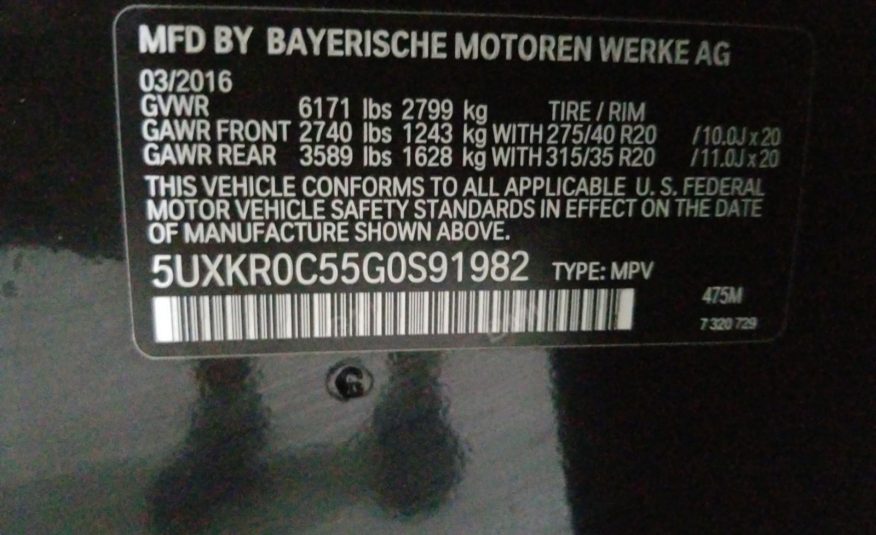 MFD BY BAYERISCHE MOTOREN WERKE AG
03/2016
GVWR 6171 lbs 2799 kg TIRE / RIM
GAWR FRONT 2740 lbs 1243 kg WITH 275/40 R20 /10.0J x 20
GAWR REAR 3589 lbs 1628 kg WITH 315/35 R20 /11.0J x 20
THIS VEHICLE CONFORMS TO ALL APPLICABLE U. S. FEDERAL
MOTOR VEHICLE SAFETY STANDARDS IN EFFECT ON THE DATE
OF MANUFACTURE SHOWN ABOVE.
5UXKR0C55G0S91982 TYPE: MPV
475M
7 320 729